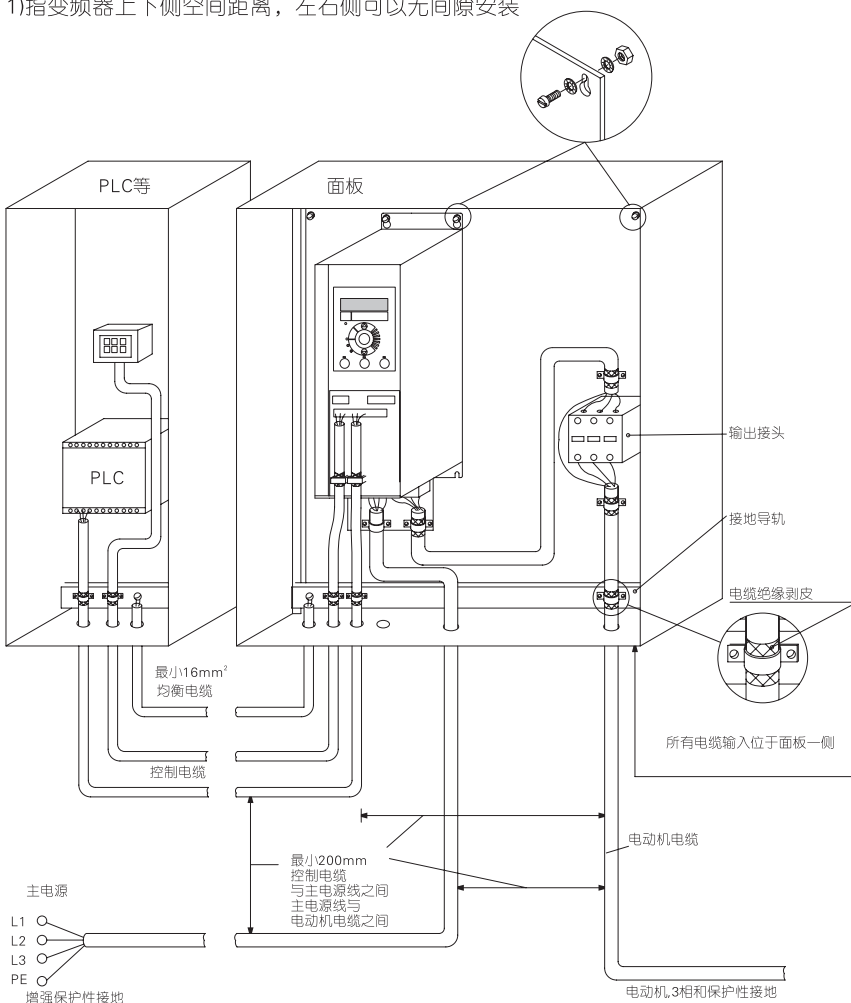 1)指变频器上下侧空间距离，左右侧可以无间隙安装
PLC等
面板
PLC
输出接头
接地导轨
电缆绝缘剥皮
最小16mm²
均衡电缆
所有电缆输入位于面板一侧
控制电缆
电动机电缆
最小200mm
控制电缆
与主电源线之间
主电源线与
电动机电缆之间
主电源
L1
L2
L3
PE
增强保护性接地
电动机,3相和保护性接地